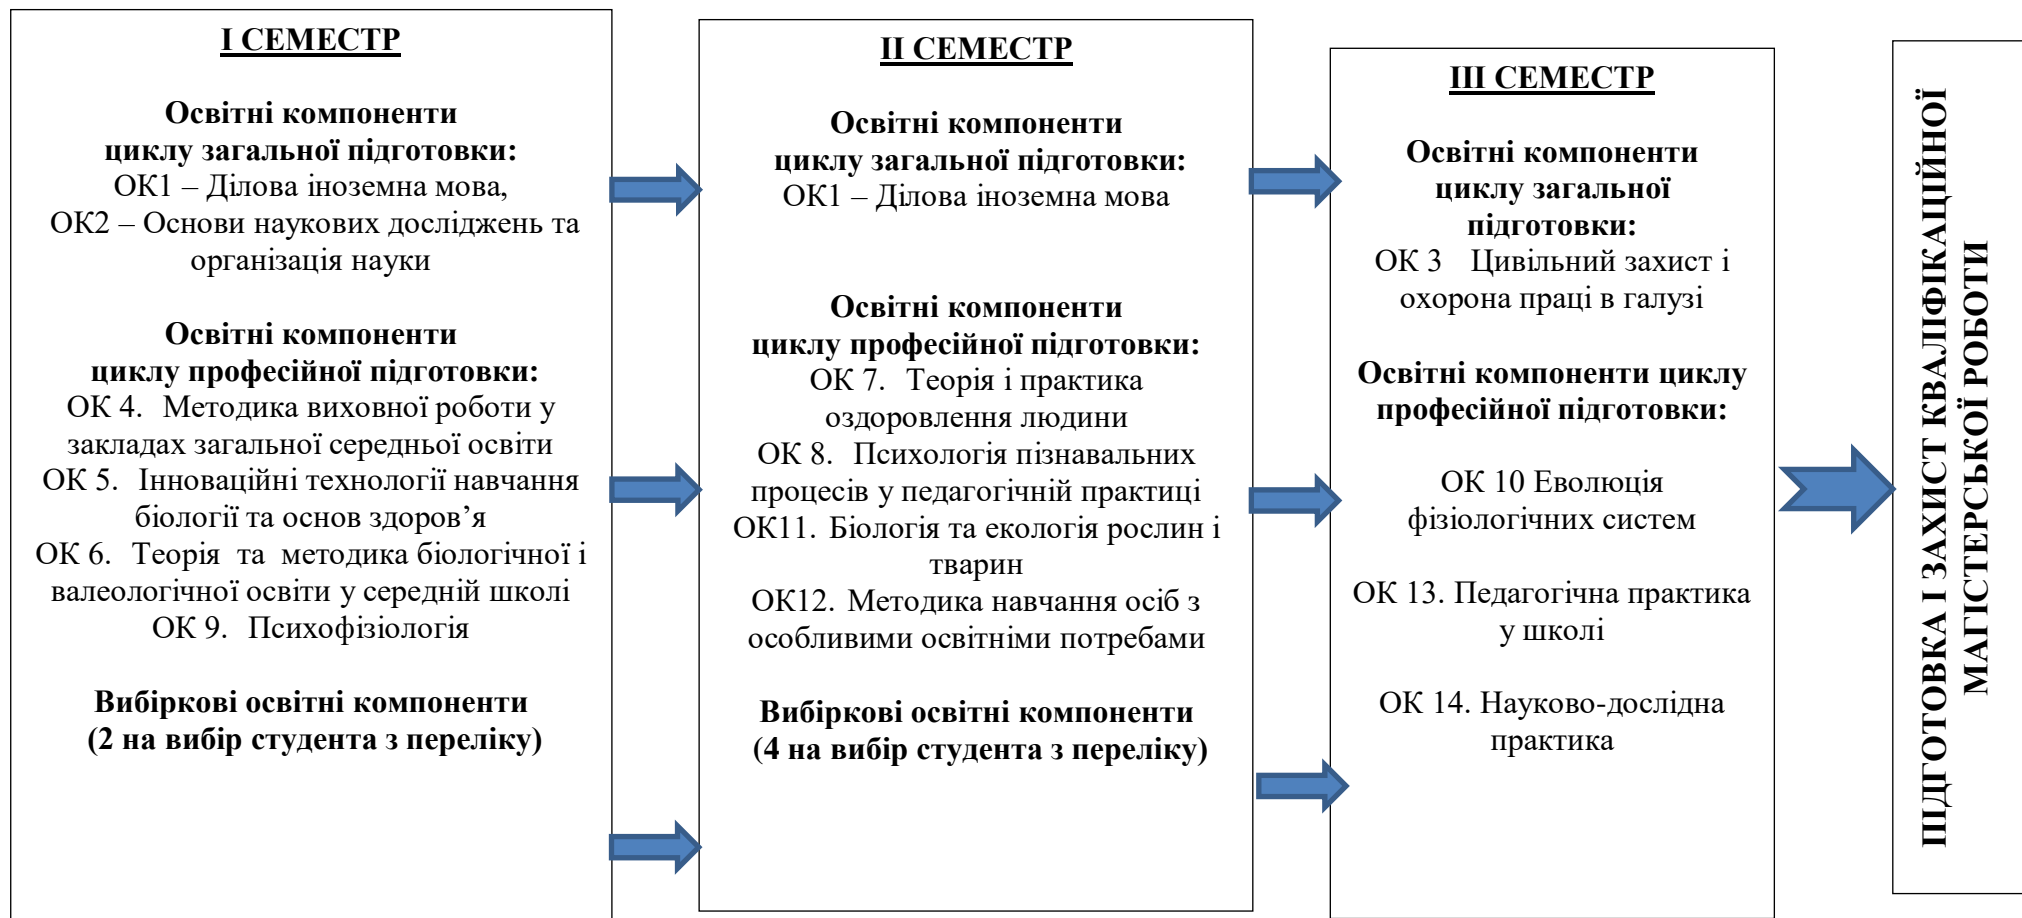 І СЕМЕСТР
Освітні компоненти
циклу загальної підготовки:
ОК1 – Ділова іноземна мова,
ОК2 – Основи наукових досліджень та
організація науки
Освітні компоненти
циклу професійної підготовки:
ОК 4. Методика виховної роботи у
закладах загальної середньої освіти
ОК 5. Інноваційні технології навчання
біології та основ здоров’я
ОК 6. Теорія та методика біологічної і
валеологічної освіти у середній школі
ОК 9. Психофізіологія
Вибіркові освітні компоненти
(2 на вибір студента з переліку)
ІІ СЕМЕСТР
Освітні компоненти
циклу загальної підготовки:
ОК1 – Ділова іноземна мова
Освітні компоненти
циклу професійної підготовки:
ОК 7. Теорія і практика
оздоровлення людини
ОК 8. Психологія пізнавальних
процесів у педагогічній практиці
ОК11. Біологія та екологія рослин і
тварин
ОК12. Методика навчання осіб з
особливими освітніми потребами
Вибіркові освітні компоненти
(4 на вибір студента з переліку)
ІІІ СЕМЕСТР
Освітні компоненти
циклу загальної
підготовки:
ОК 3 Цивільний захист і
охорона праці в галузі
Освітні компоненти циклу
професійної підготовки:
ОК 10 Еволюція
фізіологічних систем
ОК 13. Педагогічна практика
у школі
ОК 14. Науково-дослідна
практика
ПІДГОТОВКА І ЗАХИСТ КВАЛІФІКАЦІЙНОЇ
МАГІСТЕРСЬКОЇ РОБОТИ